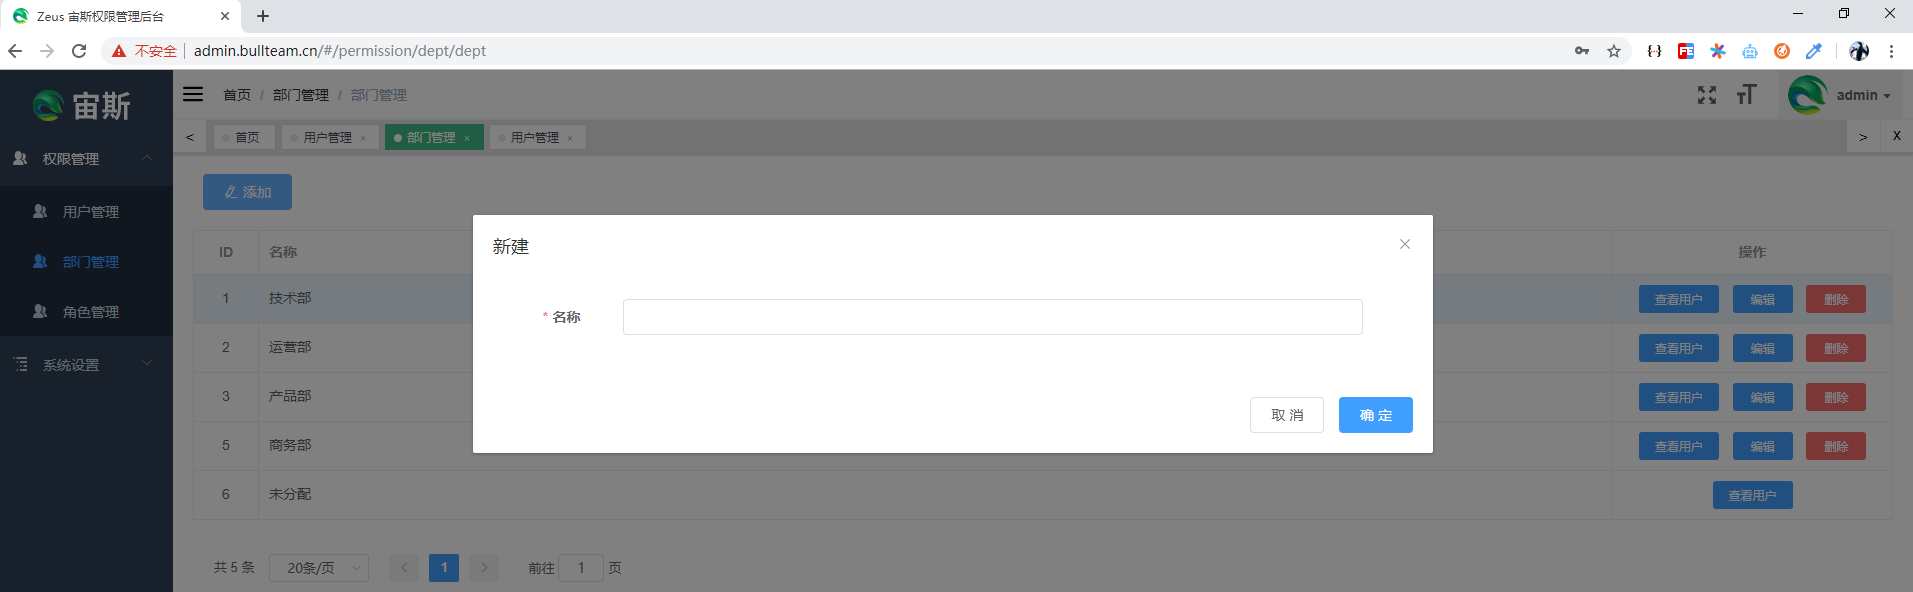 Zeus 宙斯权限管理后台
不安全 admin.bullteam.cn/#/permission/dept/dept
宙斯
首页 / 部门管理 / 部门管理
admin
< 首页 用户管理 × 部门管理 × 用户管理 × > X
权限管理
用户管理
部门管理
角色管理
系统设置
添加
ID 名称 操作
1 技术部 查看用户 编辑 删除
2 运营部 查看用户 编辑 删除
3 产品部 查看用户 编辑 删除
5 商务部 查看用户 编辑 删除
6 未分配 查看用户
新建
* 名称
取 消 确 定
共 5 条 20条/页 1 前往 1 页